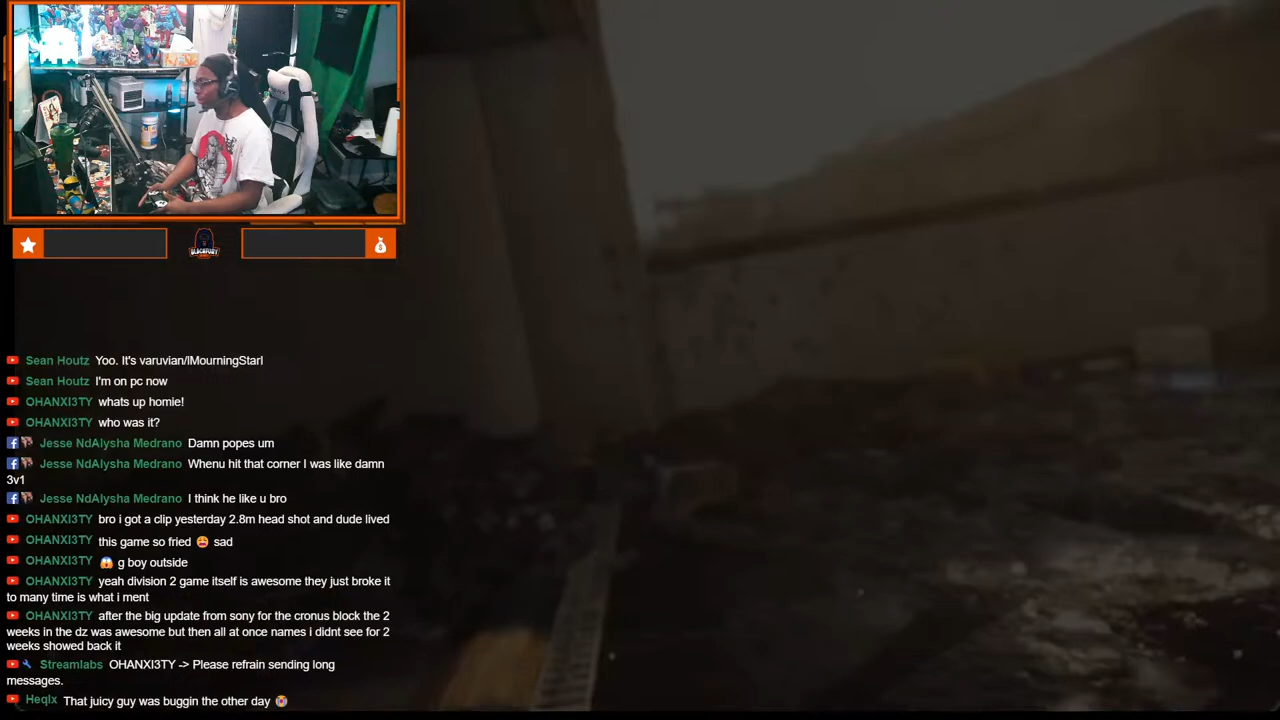 BLACKFURY
Sean Houtz Yoo. It's varuvian/lMourningStarl
Sean Houtz I'm on pc now
OHANXI3TY whats up homie!
OHANXI3TY who was it?
Jesse NdAlysha Medrano Damn popes um
Jesse NdAlysha Medrano Whenu hit that corner I was like damn
3v1
Jesse NdAlysha Medrano I think he like u bro
OHANXI3TY bro i got a clip yesterday 2.8m head shot and dude lived
OHANXI3TY this game so fried 😩 sad
OHANXI3TY 😱 g boy outside
OHANXI3TY yeah division 2 game itself is awesome they just broke it
to many time is what i ment
OHANXI3TY after the big update from sony for the cronus block the 2
weeks in the dz was awesome but then all at once names i didnt see for 2
weeks showed back it
Streamlabs OHANXI3TY -> Please refrain sending long
messages.
Heqlx That juicy guy was buggin the other day 😭